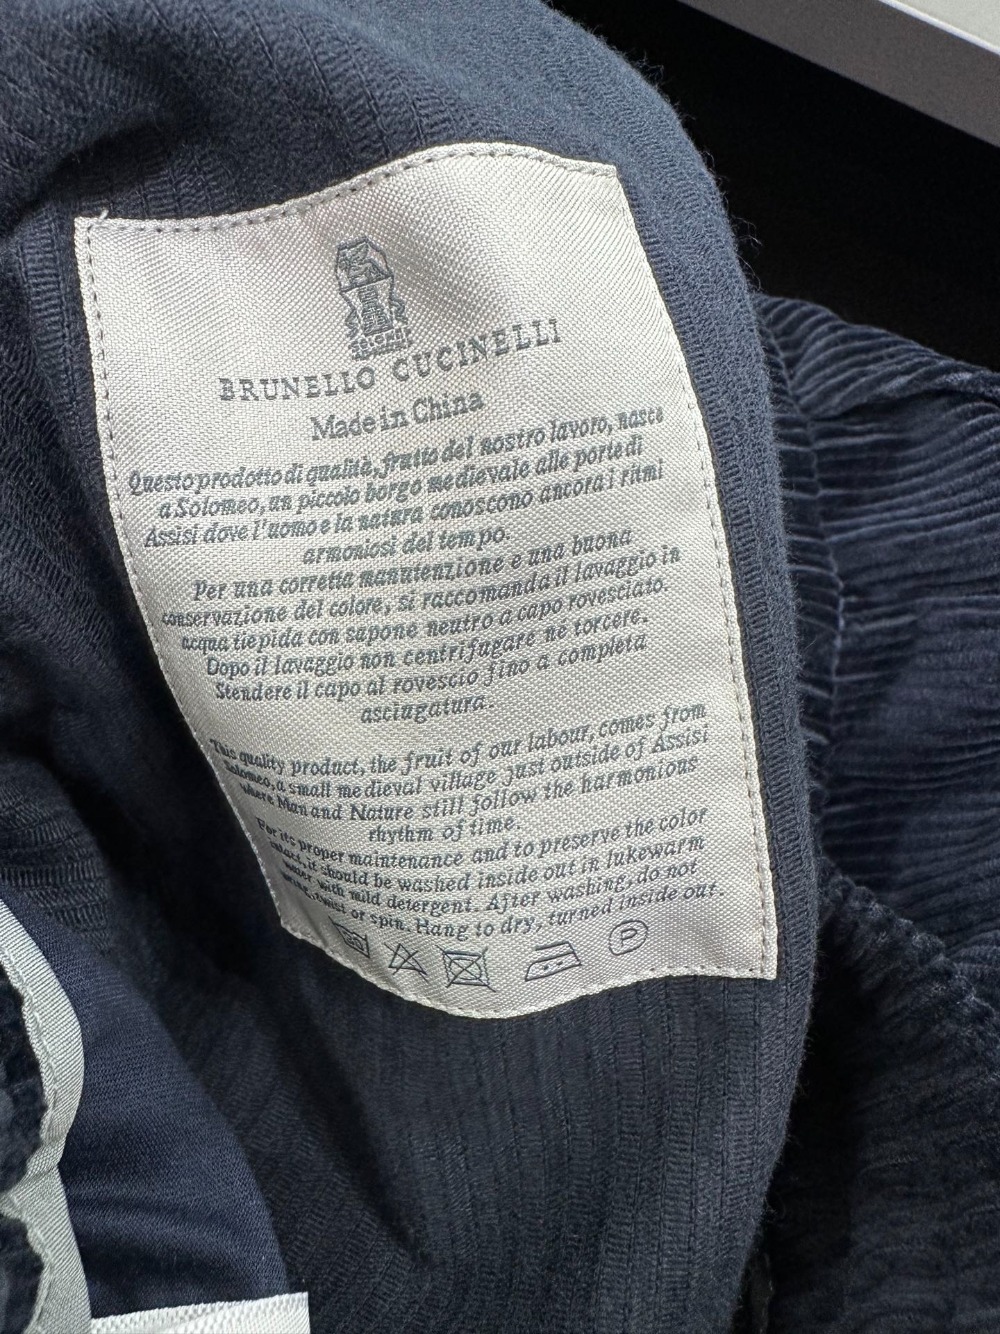 BRUNELLO CUCINELLI
Made in China
Questo prodotto di qualità, frutto del nostro lavoro, nasce
a Solomeo, un piccolo borgo medievale alle porte di
Assisi dove l'uomo e la natura conoscono ancora i ritmi
armoniosi del tempo.
Per una corretta manutenzione e una buona
conservazione del colore, si raccomanda il lavaggio in
acqua tiepida con sapone neutro a capo rovesciato.
Dopo il lavaggio non centrifugare nè torcere.
Stendere il capo al rovescio fino a completa
asciugatura.
This quality product, the fruit of our labour, comes from
Solomeo, a small medieval village just outside of Assisi
where Man and Nature still follow the harmonious
rhythm of time.
For its proper maintenance and to preserve the color
intact, it should be washed inside out in lukewarm
water with mild detergent. After washing, do not
wring, twist or spin. Hang to dry, turned inside out.
P